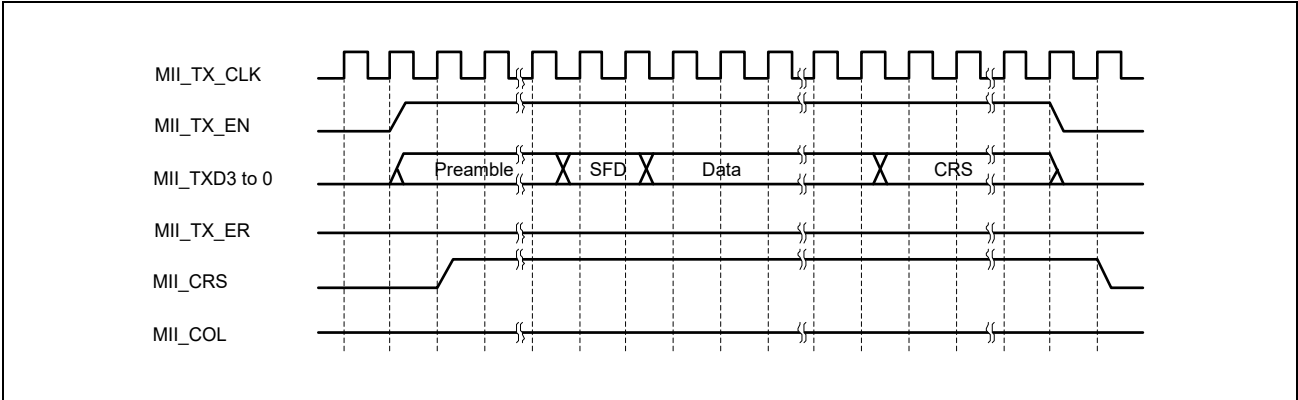 MII_TX_CLK
MII_TX_EN
MII_TXD3 to 0 Preamble SFD Data CRS
MII_TX_ER
MII_CRS
MII_COL